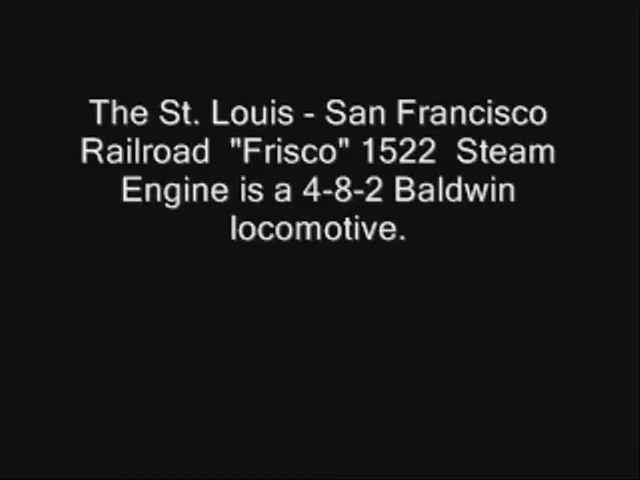 The St. Louis - San Francisco
Railroad  "Frisco" 1522  Steam
Engine is a 4-8-2 Baldwin
locomotive.